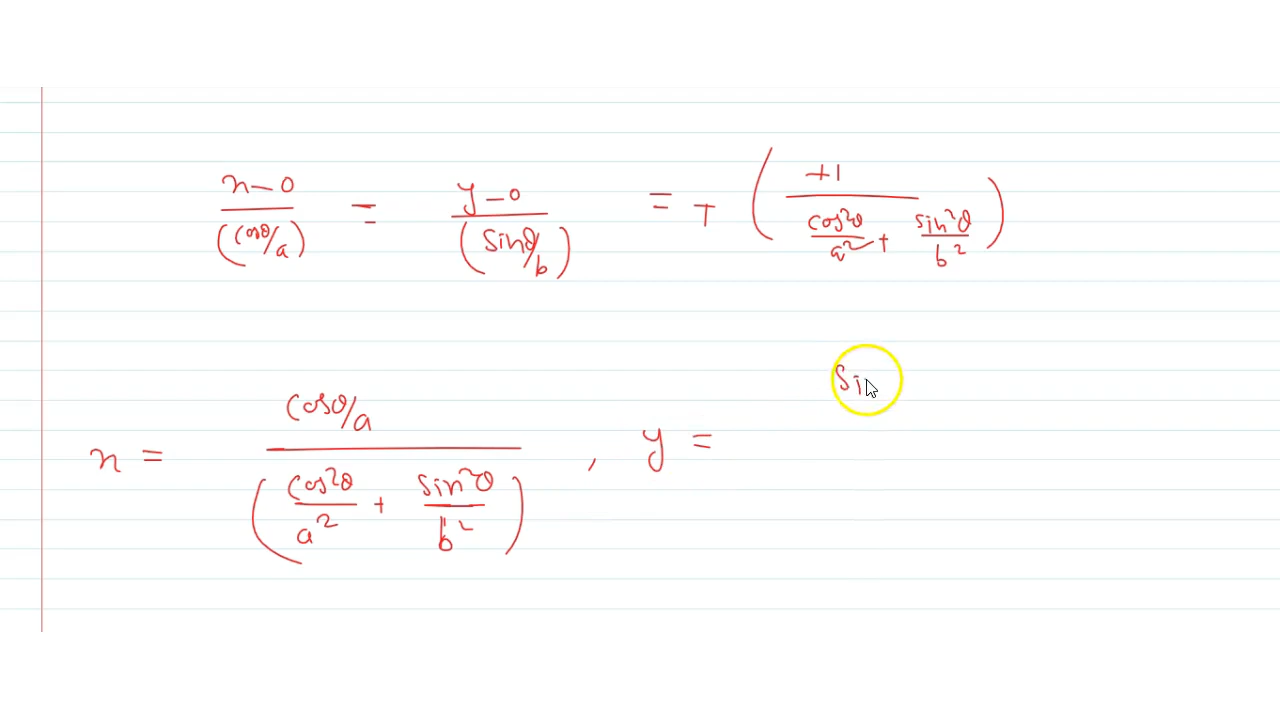 (x-0)/(cosθ/a) = (y-0)/(sinθ/b) = + ( +1/(cos²θ/a² + sin²θ/b²) )
x = (cosθ/a)/(cos²θ/a² + sin²θ/b²) , y = Si